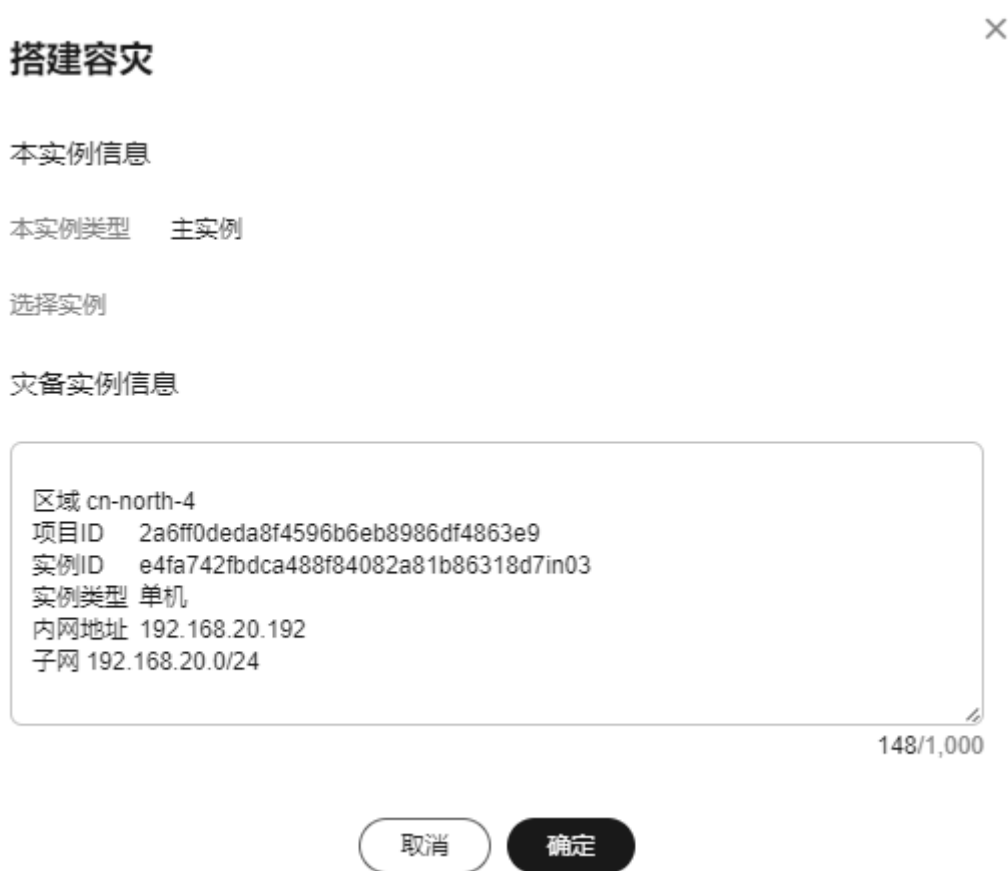 搭建容灾
本实例信息
本实例类型 主实例
选择实例
灾备实例信息
区域 cn-north-4
项目ID 2a6ff0deda8f4596b6eb8986df4863e9
实例ID e4fa742fbdca488f84082a81b86318d7in03
实例类型 单机
内网地址 192.168.20.192
子网 192.168.20.0/24
148/1,000
取消 确定